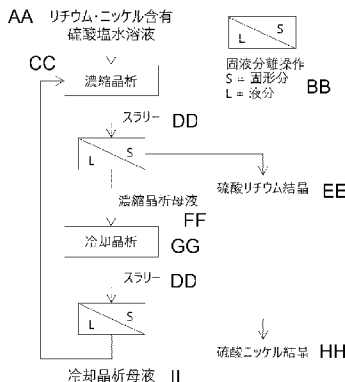 AA リチウム・ニッケル含有
硫酸塩水溶液
CC
濃縮晶析
L S
固液分離操作
S = 固形分
L = 液分
BB
スラリー DD
L S
硫酸リチウム結晶 EE
濃縮晶析母液
FF
冷却晶析 GG
スラリー DD
L S
硫酸ニッケル結晶 HH
冷却晶析母液 II